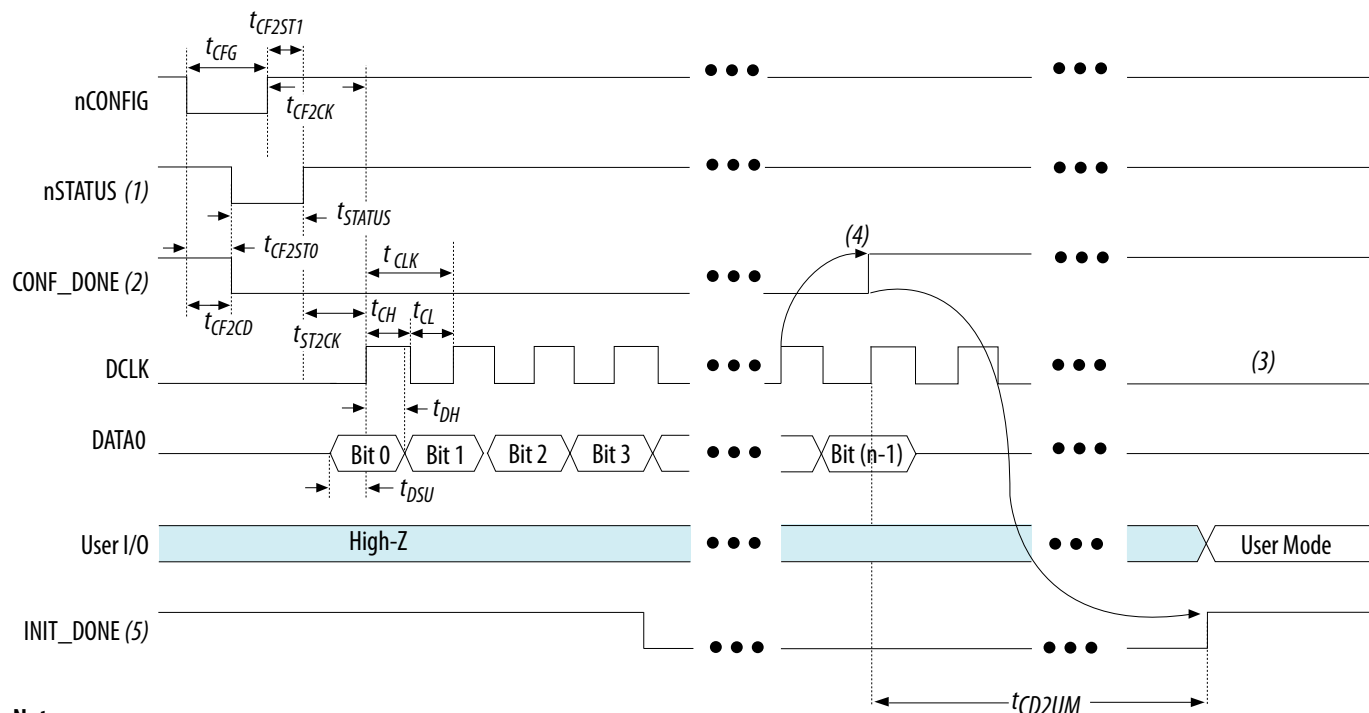 tCF2ST1
tCFG
nCONFIG
tCF2CK
nSTATUS (1)
tSTATUS
tCF2ST0
(4)
tCLK
CONF_DONE (2)
tCF2CD
tST2CK
tCH
tCL
DCLK
(3)
tDH
DATA0
Bit 0
Bit 1
Bit 2
Bit 3
Bit (n-1)
tDSU
User I/O
High-Z
User Mode
INIT_DONE (5)
tCD2UM